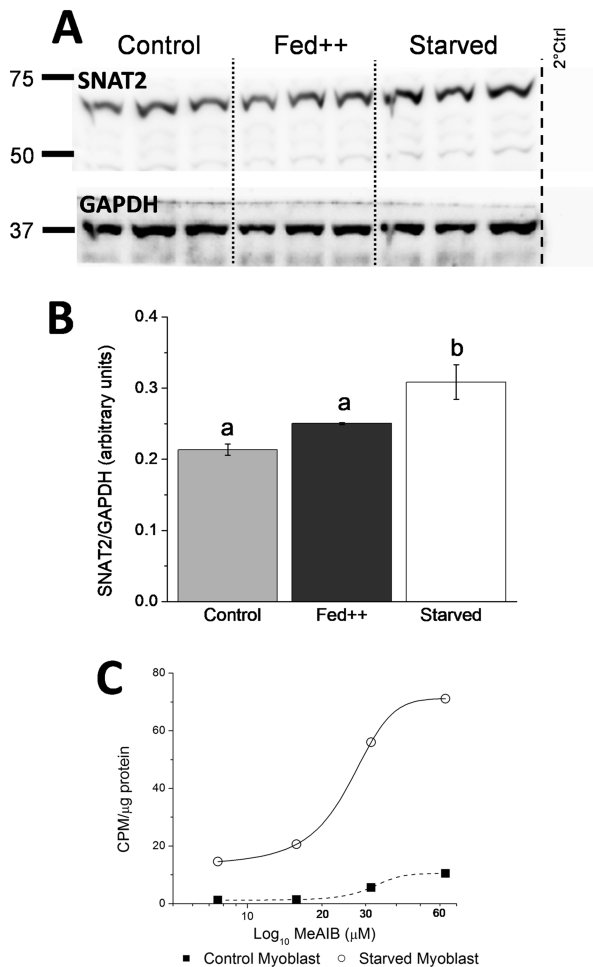 A
Control Fed++ Starved 2°Ctrl
75 SNAT2
50
GAPDH
37
B
SNAT2/GAPDH (arbitrary units)
0.4
0.3
0.2
0.1
0.0
a a b
Control Fed++ Starved
C
CPM/µg protein
80
60
40
20
0
10 20 30 60
Log10 MeAIB (µM)
■ Control Myoblast ○ Starved Myoblast